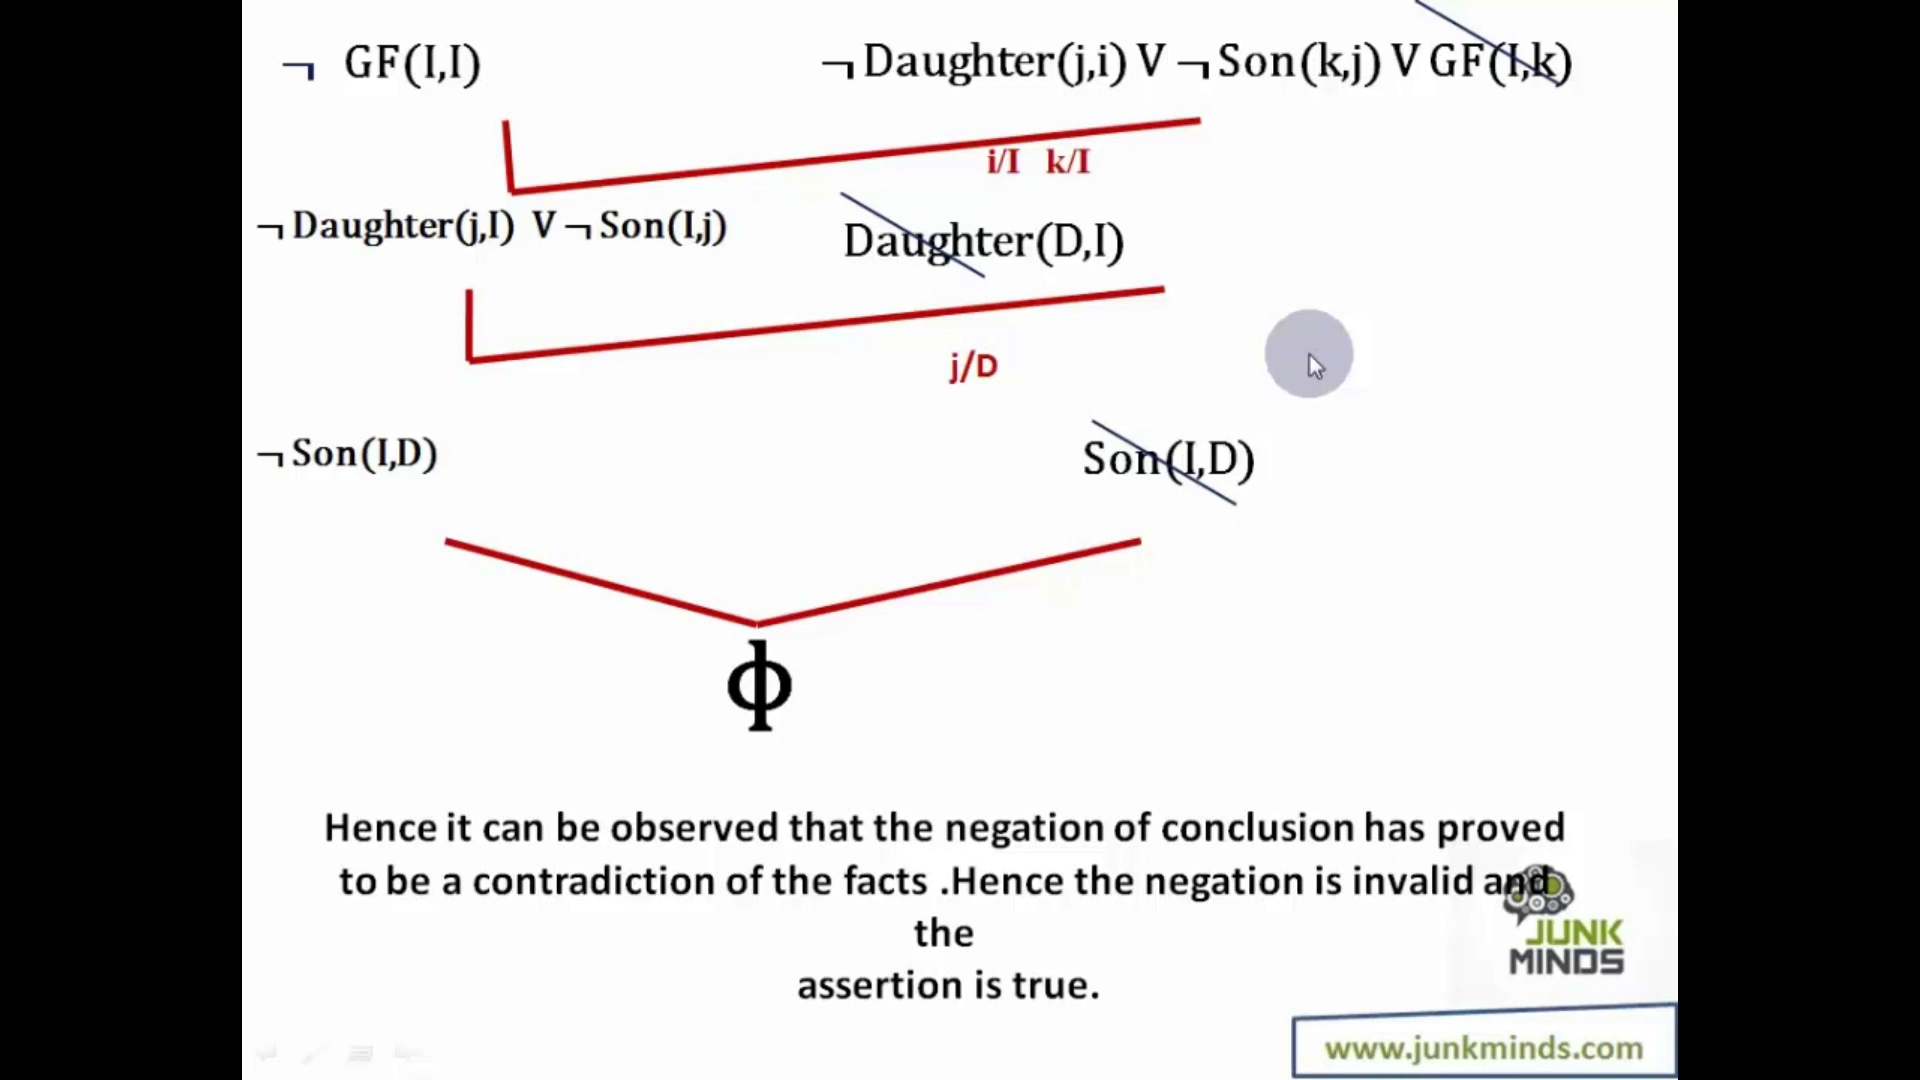 ¬ GF(I,I) ¬Daughter(j,i) V ¬Son(k,j) V GF(I,k)
i/I k/I
¬Daughter(j,I) V ¬Son(I,j) Daughter(D,I)
j/D
¬Son(I,D) Son(I,D)
ϕ
Hence it can be observed that the negation of conclusion has proved
to be a contradiction of the facts .Hence the negation is invalid and
the
assertion is true.
JUNK
MINDS
www.junkminds.com